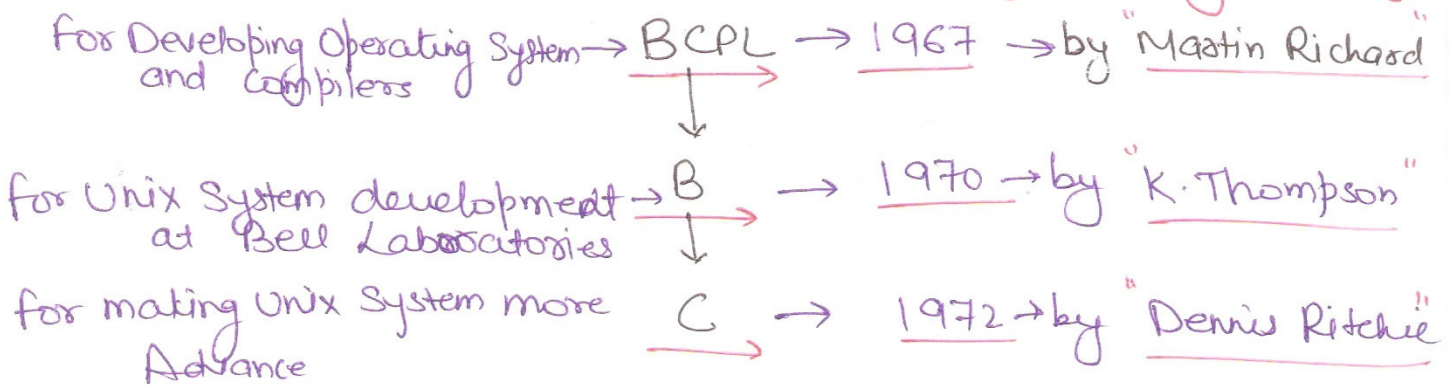 for Developing Operating System → BCPL → 1967 → by "Martin Richard"
and Compilers
for Unix System development → B → 1970 → by "K. Thompson"
at Bell Laboratories
for making Unix System more C → 1972 → by "Dennis Ritchie"
Advance